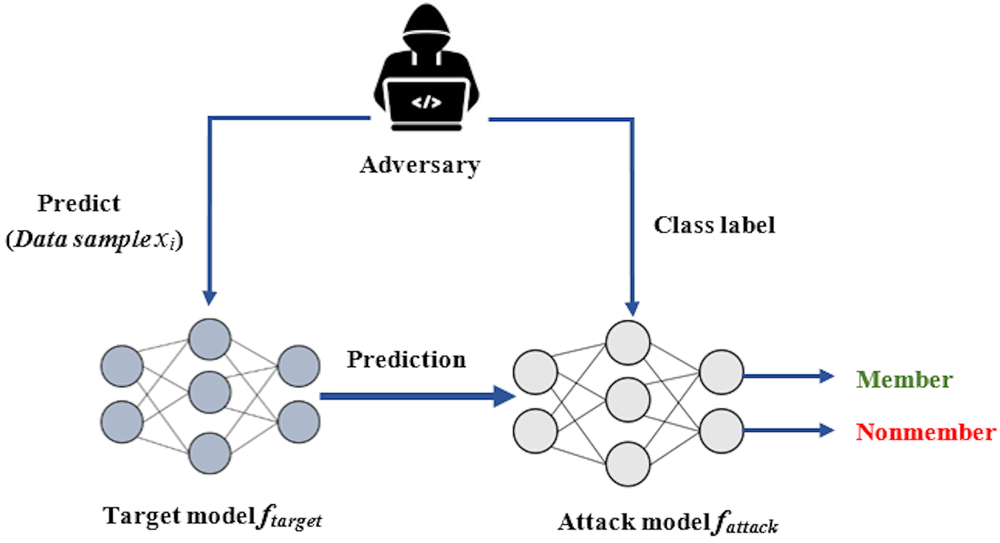 </>
Adversary
Predict
(Data sample xᵢ)
Class label
Prediction
Member
Nonmember
Target model f_target
Attack model f_attack